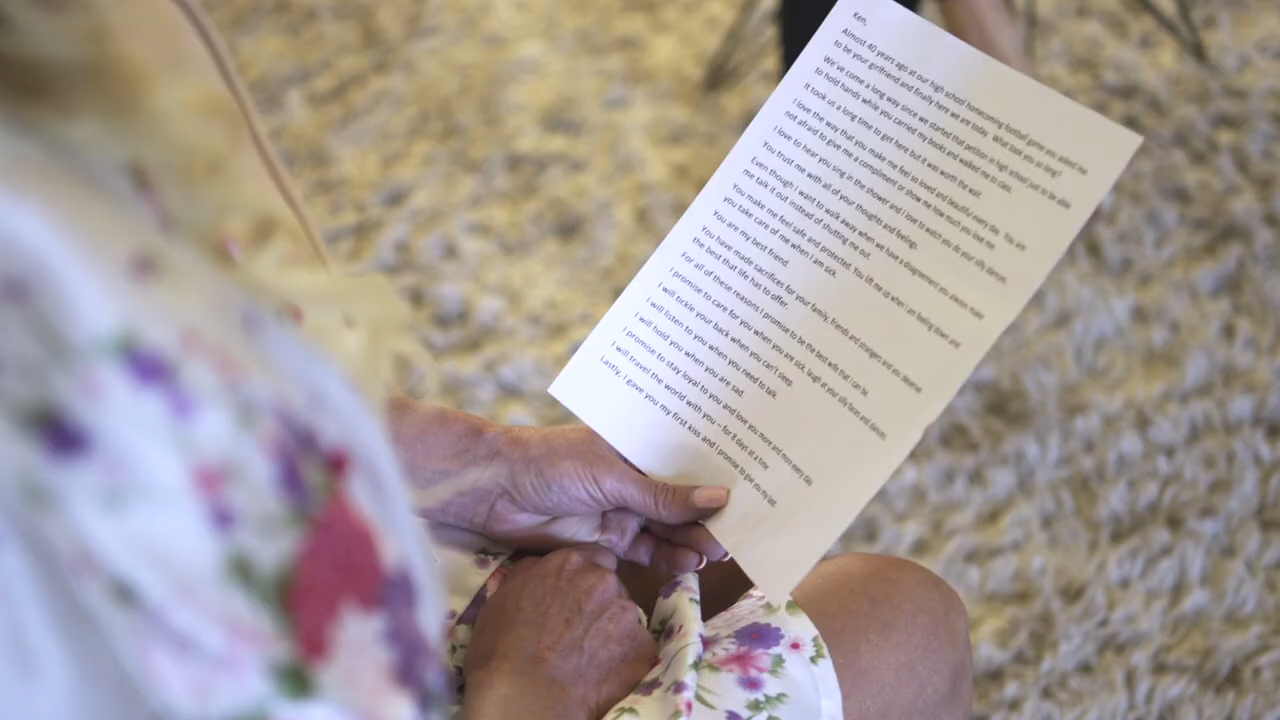 Ken,
Almost 40 years ago at our high school homecoming football game you asked me
to be your girlfriend and finally here we are today. What took you so long?
We've come a long way since we started that petition in high school just to be able
to hold hands while you carried my books and walked me to class.
It took us a long time to get here but it was worth the wait.
I love the way that you make me feel so loved and beautiful every day. You are
not afraid to give me a compliment or show me how much you love me.
I love to hear you sing in the shower and I love to watch you do your silly dances.
You trust me with all of your thoughts and feelings.
Even though I want to walk away when we have a disagreement you always make
me talk it out instead of shutting me out.
You make me feel safe and protected. You lift me up when I am feeling down and
you take care of me when I am sick.
You are my best friend.
You have made sacrifices for your family, friends and strangers and you deserve
the best that life has to offer.
For all of these reasons I promise to be the best wife that I can be.
I promise to care for you when you are sick, laugh at your silly faces and dances.
I will tickle your back when you can't sleep.
I will listen to you when you need to talk.
I will hold you when you are sad.
I promise to stay loyal to you and love you more and more every day.
I will travel the world with you – for 8 days at a time.
Lastly, I gave you my first kiss and I promise to give you my last.